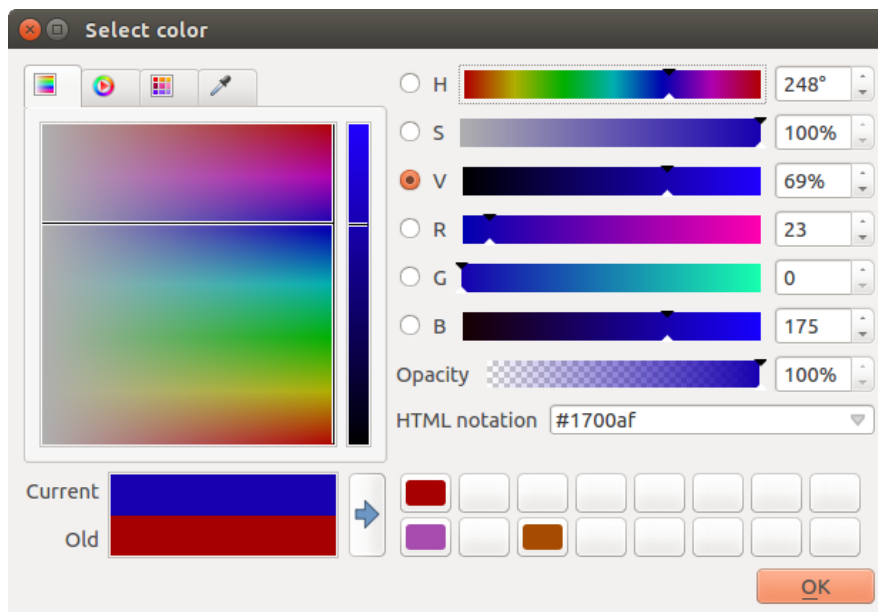 Select color
H 248°
S 100%
V 69%
R 23
G 0
B 175
Opacity 100%
HTML notation #1700af
Current
Old
OK